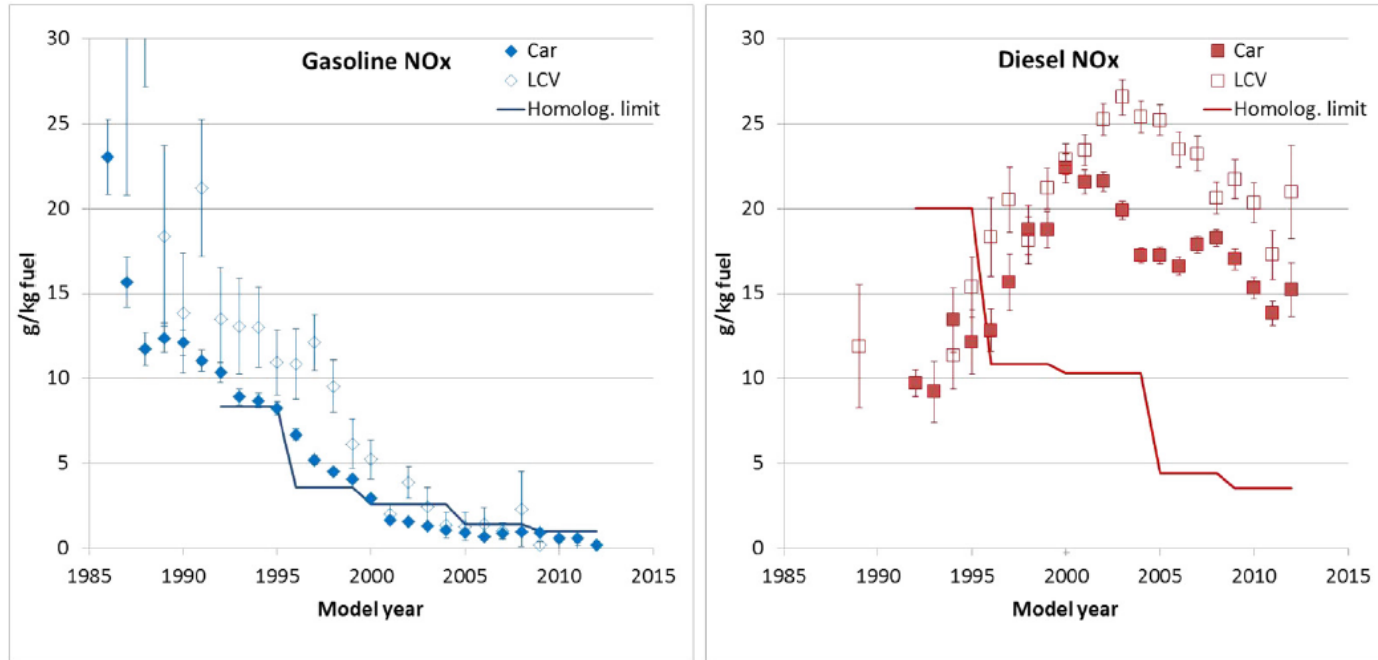 Gasoline NOx
Car
LCV
Homolog. limit
g/kg fuel
30
25
20
15
10
5
0
1985 1990 1995 2000 2005 2010 2015
Model year
Diesel NOx
Car
LCV
Homolog. limit
g/kg fuel
30
25
20
15
10
5
0
1985 1990 1995 2000 2005 2010 2015
Model year